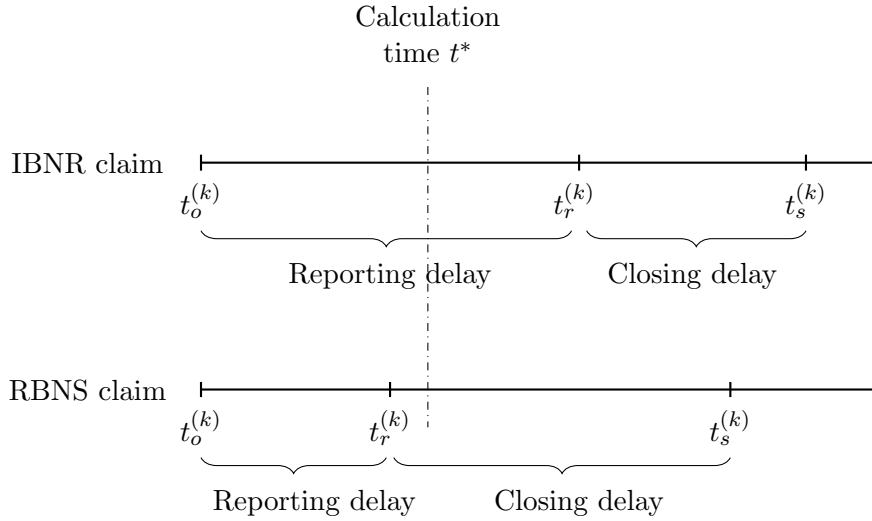 Calculation
time t*
IBNR claim
t_o^(k) t_r^(k) t_s^(k)
Reporting delay Closing delay
RBNS claim
t_o^(k) t_r^(k) t_s^(k)
Reporting delay Closing delay